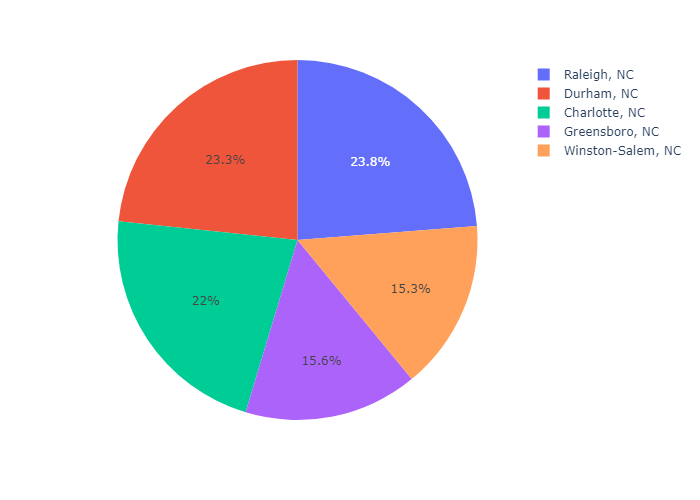 Raleigh, NC
Durham, NC
Charlotte, NC
Greensboro, NC
Winston-Salem, NC
23.3%
23.8%
22%
15.3%
15.6%